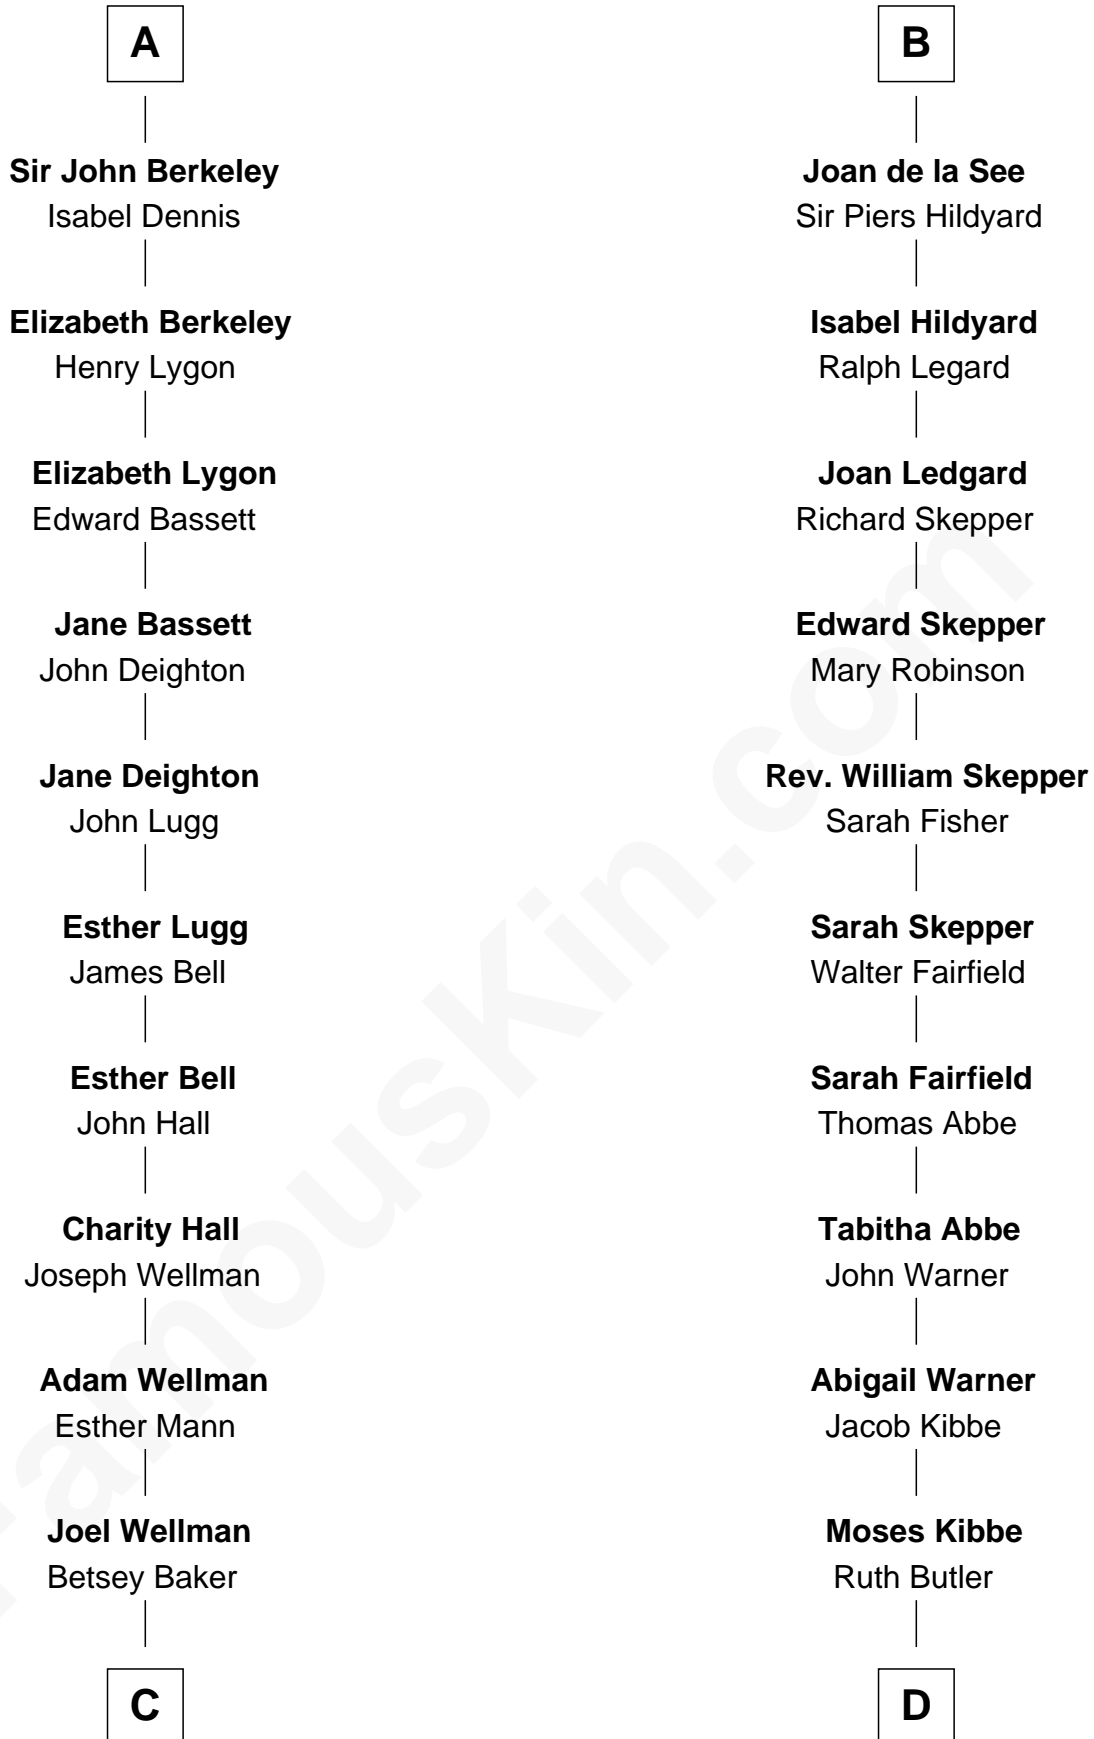 A
Sir John Berkeley
Isabel Dennis
Elizabeth Berkeley
Henry Lygon
Elizabeth Lygon
Edward Bassett
Jane Bassett
John Deighton
Jane Deighton
John Lugg
Esther Lugg
James Bell
Esther Bell
John Hall
Charity Hall
Joseph Wellman
Adam Wellman
Esther Mann
Joel Wellman
Betsey Baker
C
B
Joan de la See
Sir Piers Hildyard
Isabel Hildyard
Ralph Legard
Joan Ledgard
Richard Skepper
Edward Skepper
Mary Robinson
Rev. William Skepper
Sarah Fisher
Sarah Skepper
Walter Fairfield
Sarah Fairfield
Thomas Abbe
Tabitha Abbe
John Warner
Abigail Warner
Jacob Kibbe
Moses Kibbe
Ruth Butler
D
FamousKin.com